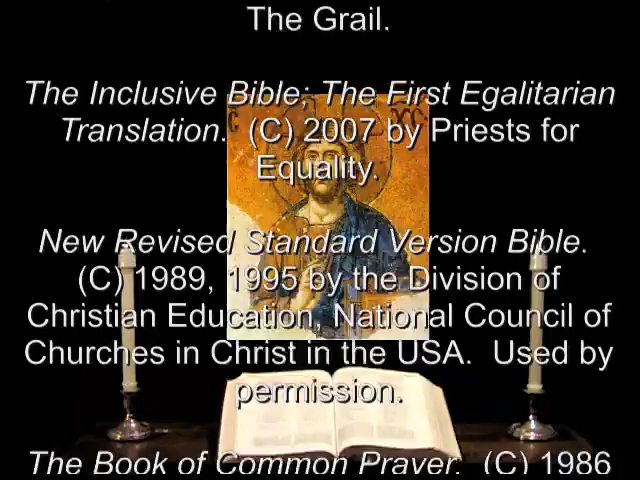 The Grail.
The Inclusive Bible; The First Egalitarian
Translation. (C) 2007 by Priests for
Equality.
New Revised Standard Version Bible.
(C) 1989, 1995 by the Division of
Christian Education, National Council of
Churches in Christ in the USA. Used by
permission.
The Book of Common Prayer. (C) 1986